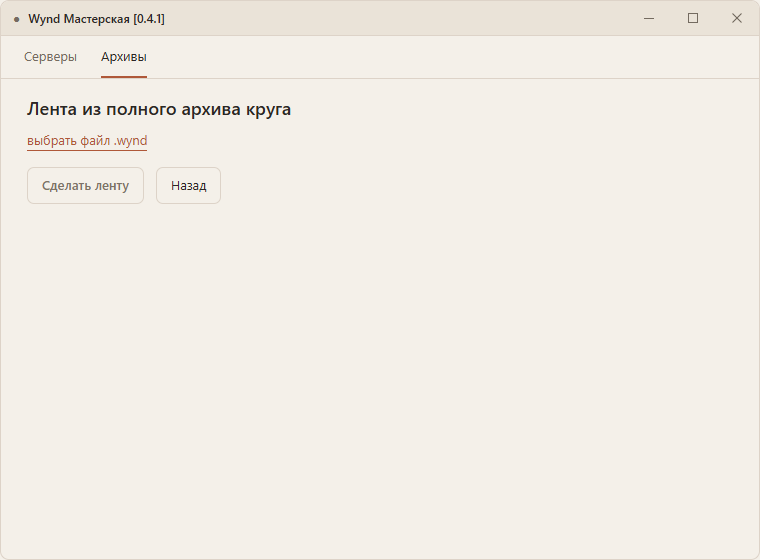 Wynd Мастерская [0.4.1]
Серверы Архивы
Лента из полного архива круга
выбрать файл .wynd
Сделать ленту Назад